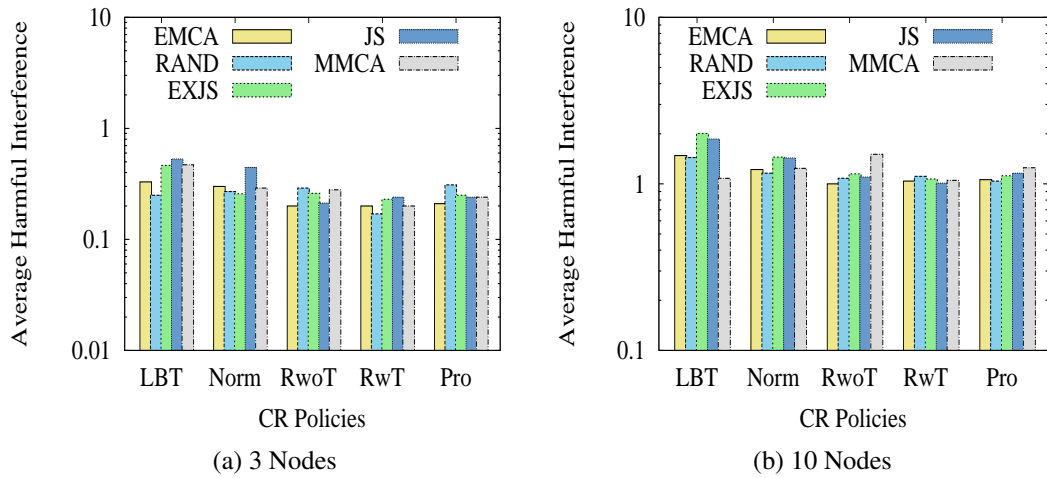 10
1
0.1
0.01
Average Harmful Interference
EMCA
RAND
EXJS
JS
MMCA
LBT Norm RwoT RwT Pro
CR Policies
(a) 3 Nodes
10
1
0.1
Average Harmful Interference
EMCA
RAND
EXJS
JS
MMCA
LBT Norm RwoT RwT Pro
CR Policies
(b) 10 Nodes